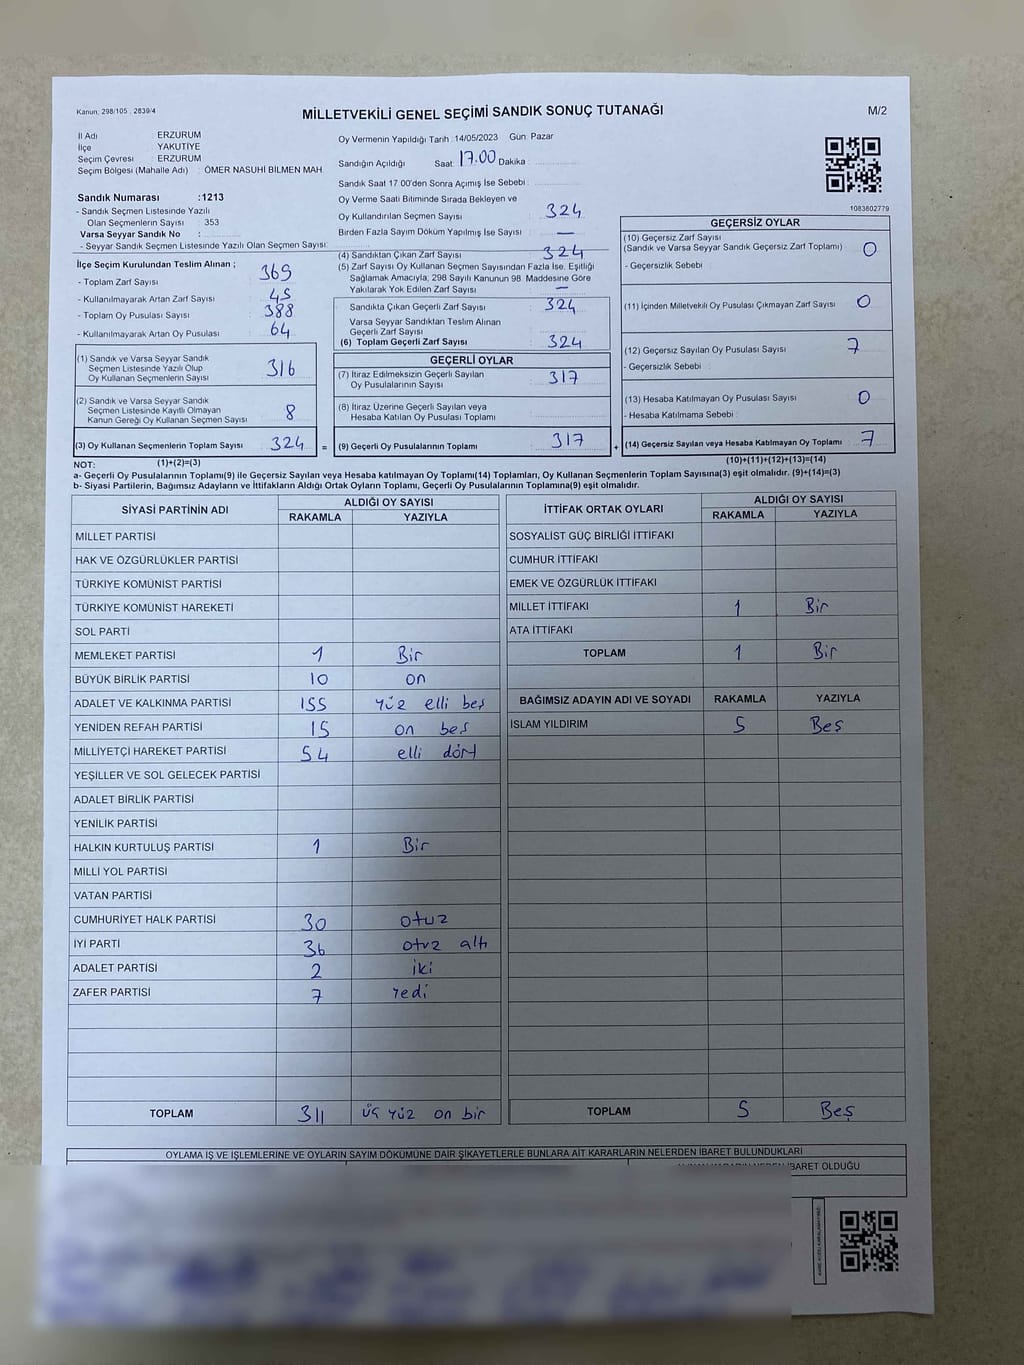 Kanun: 298/105 . 2839/4
MİLLETVEKİLİ GENEL SEÇİMİ SANDIK SONUÇ TUTANAĞI
M/2
İl Adı ERZURUM
İlçe YAKUTİYE
Seçim Çevresi : ERZURUM
Seçim Bölgesi (Mahalle Adı) : ÖMER NASUHİ BİLMEN MAH.
Sandık Numarası :1213
- Sandık Seçmen Listesinde Yazılı
Olan Seçmenlerin Sayısı : 353
Varsa Seyyar Sandık No :
- Seyyar Sandık Seçmen Listesinde Yazılı Olan Seçmen Sayısı:
İlçe Seçim Kurulundan Teslim Alınan ;
- Toplam Zarf Sayısı 369
- Kullanılmayarak Artan Zarf Sayısı 45
- Toplam Oy Pusulası Sayısı 388
- Kullanılmayarak Artan Oy Pusulası 64
(1) Sandık ve Varsa Seyyar Sandık
Seçmen Listesinde Yazılı Olup
Oy Kullanan Seçmenlerin Sayısı 316
(2) Sandık ve Varsa Seyyar Sandık
Seçmen Listesinde Kayıtlı Olmayan
Kanun Gereği Oy Kullanan Seçmen Sayısı 8
(3) Oy Kullanan Seçmenlerin Toplam Sayısı 324 =
Oy Vermenin Yapıldığı Tarih : 14/05/2023 Gün: Pazar
Sandığın Açıldığı Saat: 17.00 Dakika :
Sandık Saat 17:00'den Sonra Açımış İse Sebebi :
Oy Verme Saati Bitiminde Sırada Bekleyen ve
Oy Kullandırılan Seçmen Sayısı 324
Birden Fazla Sayım Döküm Yapılmış İse Sayısı : —
(4) Sandıktan Çıkan Zarf Sayısı 324
(5) Zarf Sayısı Oy Kullanan Seçmen Sayısından Fazla İse, Eşitliği
Sağlamak Amacıyla; 298 Sayılı Kanunun 98. Maddesine Göre
Yakılarak Yok Edilen Zarf Sayısı —
Sandıkta Çıkan Geçerli Zarf Sayısı 324
Varsa Seyyar Sandıktan Teslim Alınan
Geçerli Zarf Sayısı
(6) Toplam Geçerli Zarf Sayısı 324
GEÇERLİ OYLAR
(7) İtiraz Edilmeksizin Geçerli Sayılan
Oy Pusulalarının Sayısı 317
(8) İtiraz Üzerine Geçerli Sayılan veya
Hesaba Katılan Oy Pusulası Toplamı
(9) Geçerli Oy Pusulalarının Toplamı 317 +
1083802779
GEÇERSİZ OYLAR
(10) Geçersiz Zarf Sayısı
(Sandık ve Varsa Seyyar Sandık Geçersiz Zarf Toplamı) 0
- Geçersizlik Sebebi :
(11) İçinden Milletvekili Oy Pusulası Çıkmayan Zarf Sayısı 0
(12) Geçersiz Sayılan Oy Pusulası Sayısı 7
- Geçersizlik Sebebi :
(13) Hesaba Katılmayan Oy Pusulası Sayısı 0
- Hesaba Katılmama Sebebi :
(14) Geçersiz Sayılan veya Hesaba Katılmayan Oy Toplamı 7
NOT: (1)+(2)=(3)
(10)+(11)+(12)+(13)=(14)
a- Geçerli Oy Pusulalarının Toplamı(9) ile Geçersiz Sayılan veya Hesaba katılmayan Oy Toplamı(14) Toplamları, Oy Kullanan Seçmenlerin Toplam Sayısına(3) eşit olmalıdır. (9)+(14)=(3)
b- Siyasi Partilerin, Bağımsız Adayların ve İttifakların Aldığı Ortak Oyların Toplamı, Geçerli Oy Pusulalarının Toplamına(9) eşit olmalıdır.
SİYASİ PARTİNİN ADI ALDIĞI OY SAYISI
RAKAMLA YAZIYLA
MİLLET PARTİSİ
HAK VE ÖZGÜRLÜKLER PARTİSİ
TÜRKİYE KOMÜNİST PARTİSİ
TÜRKİYE KOMÜNİST HAREKETİ
SOL PARTİ
MEMLEKET PARTİSİ 1 Bir
BÜYÜK BİRLİK PARTİSİ 10 on
ADALET VE KALKINMA PARTİSİ 155 yüz elli beş
YENİDEN REFAH PARTİSİ 15 on beş
MİLLİYETÇİ HAREKET PARTİSİ 54 elli dört
YEŞİLLER VE SOL GELECEK PARTİSİ
ADALET BİRLİK PARTİSİ
YENİLİK PARTİSİ
HALKIN KURTULUŞ PARTİSİ 1 Bir
MİLLİ YOL PARTİSİ
VATAN PARTİSİ
CUMHURİYET HALK PARTİSİ 30 otuz
İYİ PARTİ 36 otuz altı
ADALET PARTİSİ 2 iki
ZAFER PARTİSİ 7 yedi
TOPLAM 311 üç yüz on bir
İTTİFAK ORTAK OYLARI ALDIĞI OY SAYISI
RAKAMLA YAZIYLA
SOSYALİST GÜÇ BİRLİĞİ İTTİFAKI
CUMHUR İTTİFAKI
EMEK VE ÖZGÜRLÜK İTTİFAKI
MİLLET İTTİFAKI 1 Bir
ATA İTTİFAKI
TOPLAM 1 Bir
BAĞIMSIZ ADAYIN ADI VE SOYADI RAKAMLA YAZIYLA
İSLAM YILDIRIM 5 Beş
TOPLAM 5 Beş
OYLAMA İŞ VE İŞLEMLERİNE VE OYLARIN SAYIM DÖKÜMÜNE DAİR ŞİKAYETLERLE BUNLARA AİT KARARLARIN NELERDEN İBARET BULUNDUKLARI
İBARET OLDUĞU